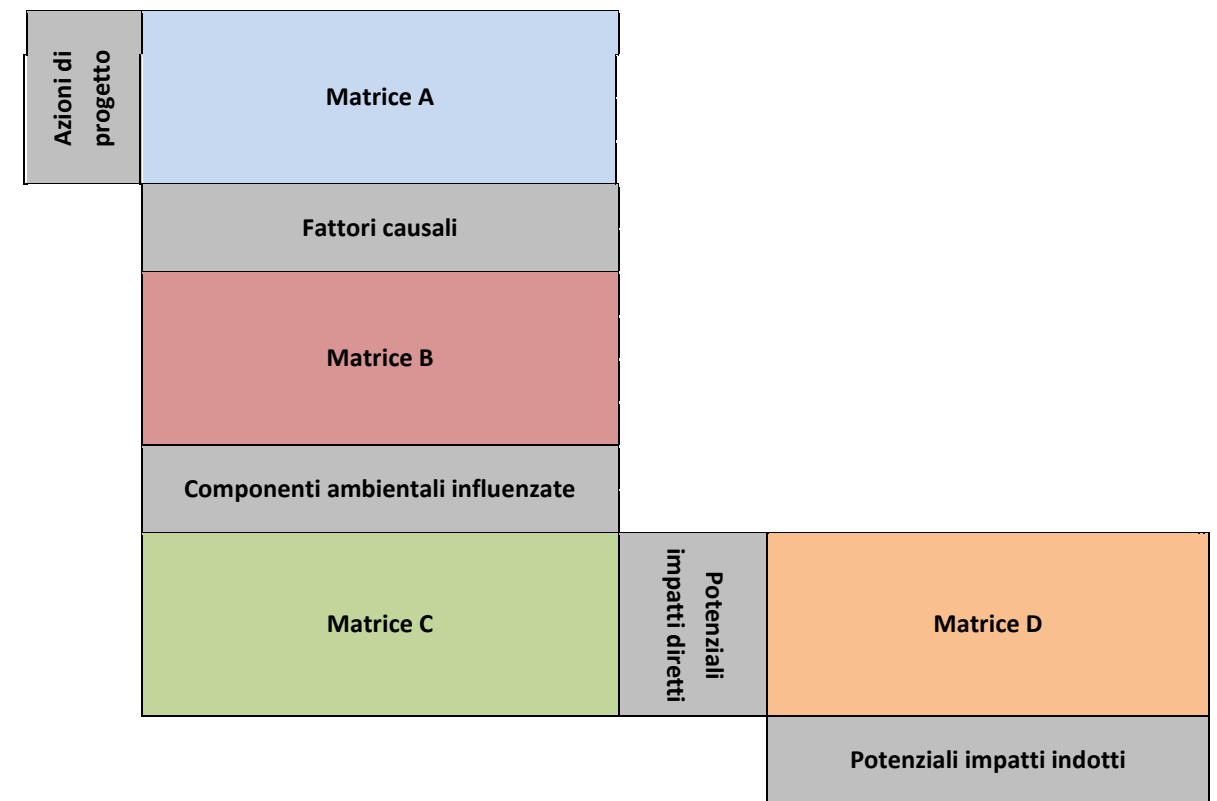 Azioni di
progetto
Matrice A
Fattori causali
Matrice B
Componenti ambientali influenzate
Matrice C
Potenziali
impatti diretti
Matrice D
Potenziali impatti indotti